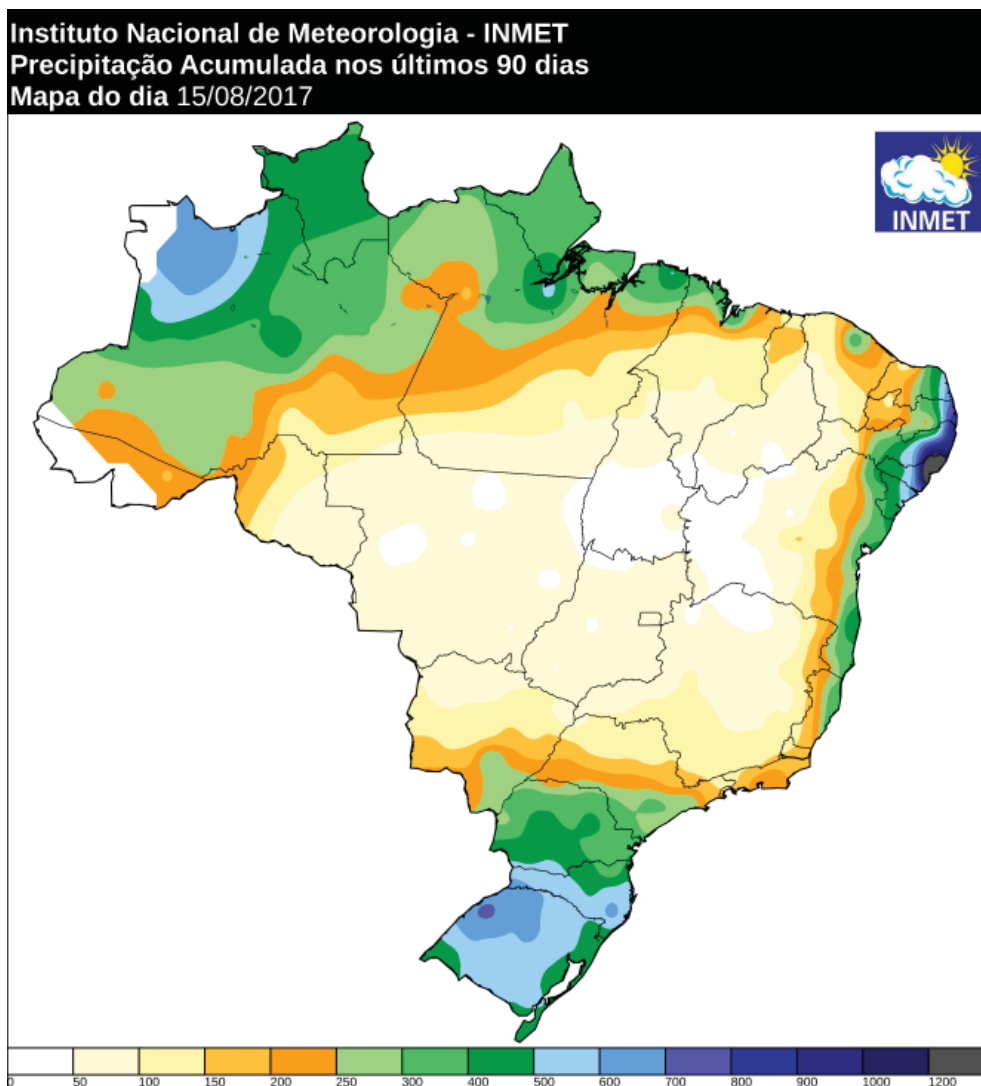 Instituto Nacional de Meteorologia - INMET
Precipitação Acumulada nos últimos 90 dias
Mapa do dia 15/08/2017
INMET
0 50 100 150 200 250 300 400 500 600 700 800 900 1000 1200